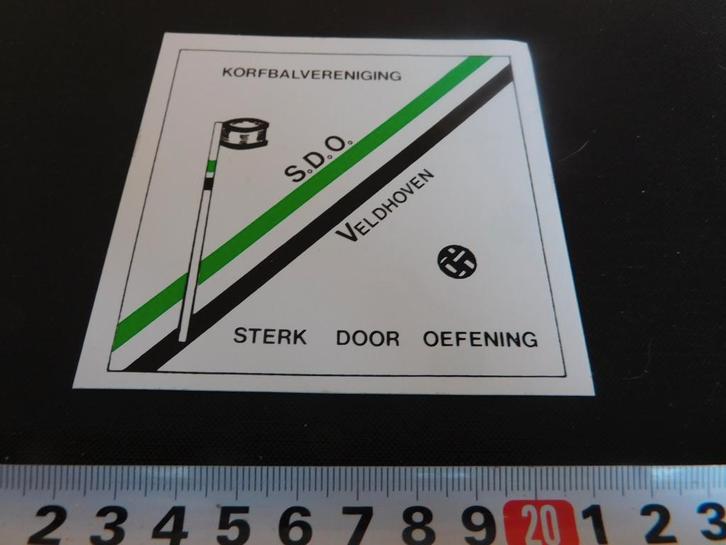 KORFBALVERENIGING
S.D.O.
VELDHOVEN
STERK DOOR OEFENING
2 3 4 5 6 7 8 9 20 1 2 3